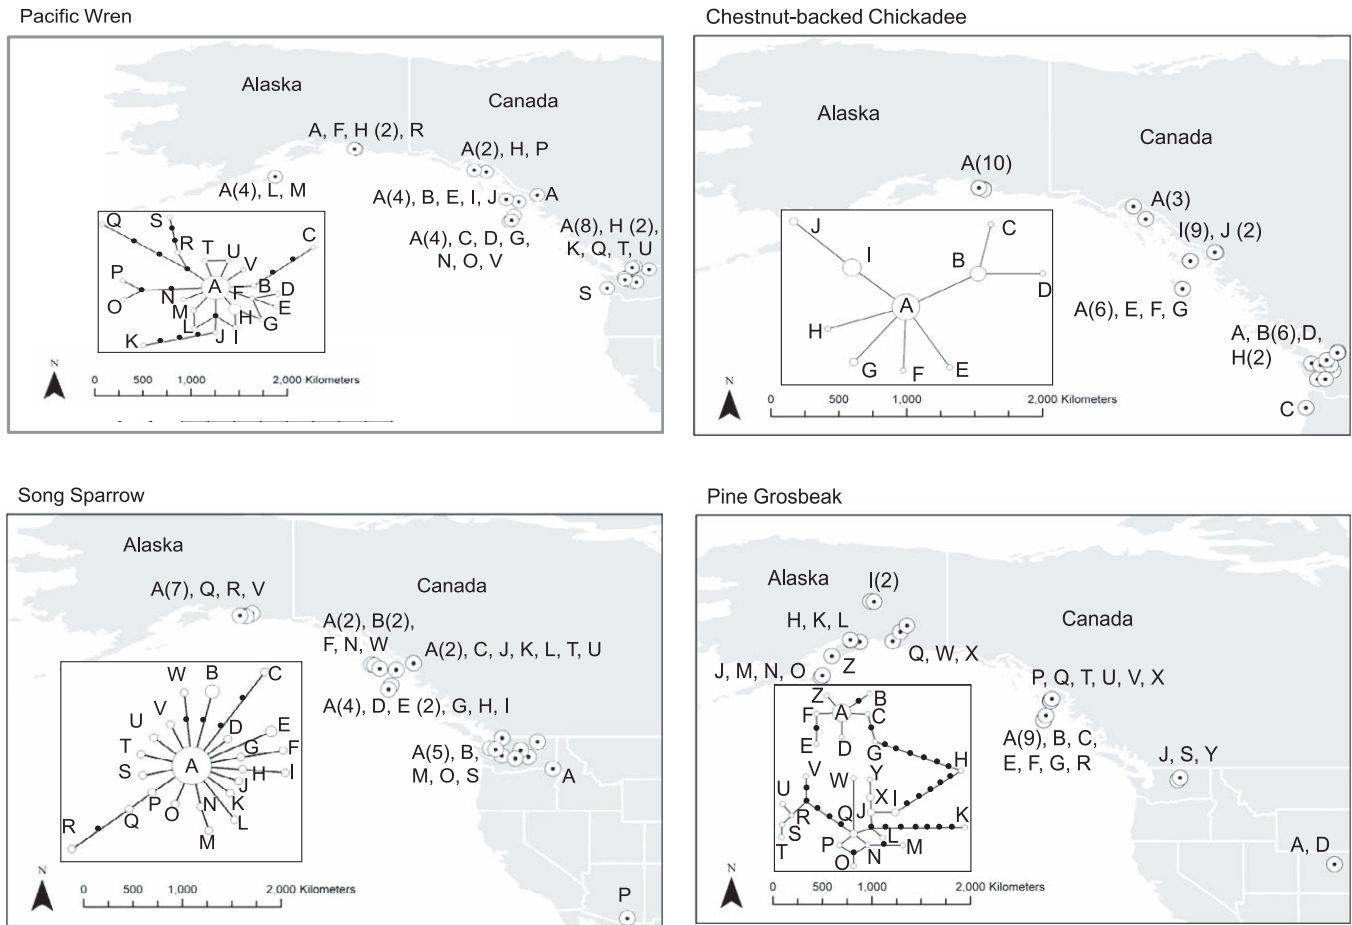 Pacific Wren
Alaska
Canada
A, F, H (2), R
A(2), H, P
A(4), L, M
A(4), B, E, I, J
A
A(4), C, D, G,
N, O, V
A(8), H (2),
K, Q, T, U
S
Q
S
R
T
U
V
C
P
A
F
B
D
N
E
O
M
H
G
L
J
I
K
N
0
500
1,000
2,000 Kilometers
Chestnut-backed Chickadee
Alaska
Canada
A(10)
A(3)
I(9), J (2)
A(6), E, F, G
A, B(6),D,
H(2)
C
J
C
I
B
D
A
H
G
F
E
N
0
500
1,000
2,000 Kilometers
Song Sparrow
Alaska
Canada
A(7), Q, R, V
A(2), B(2),
F, N, W
A(2), C, J, K, L, T, U
A(4), D, E (2), G, H, I
A(5), B,
M, O, S
A
P
W
B
C
V
U
D
E
T
G
F
S
A
H
I
J
P
K
O
N
Q
L
R
M
N
0
500
1,000
2,000 Kilometers
Pine Grosbeak
Alaska
Canada
I(2)
H, K, L
Q, W, X
Z
J, M, N, O
P, Q, T, U, V, X
A(9), B, C,
E, F, G, R
J, S, Y
A, D
Z
B
F
A
C
E
D
G
H
V
W
Y
U
X
I
R
Q
J
K
S
L
T
P
N
M
O
N
0
500
1,000
2,000 Kilometers